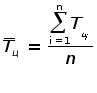 T̿ц = ∑ⁿᵢ₌₁ Tц / n